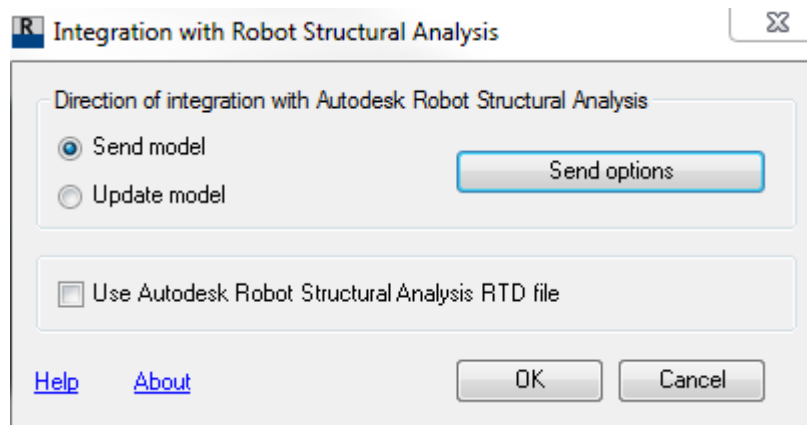 R Integration with Robot Structural Analysis
Direction of integration with Autodesk Robot Structural Analysis
Send model
Send options
Update model
Use Autodesk Robot Structural Analysis RTD file
Help About OK Cancel